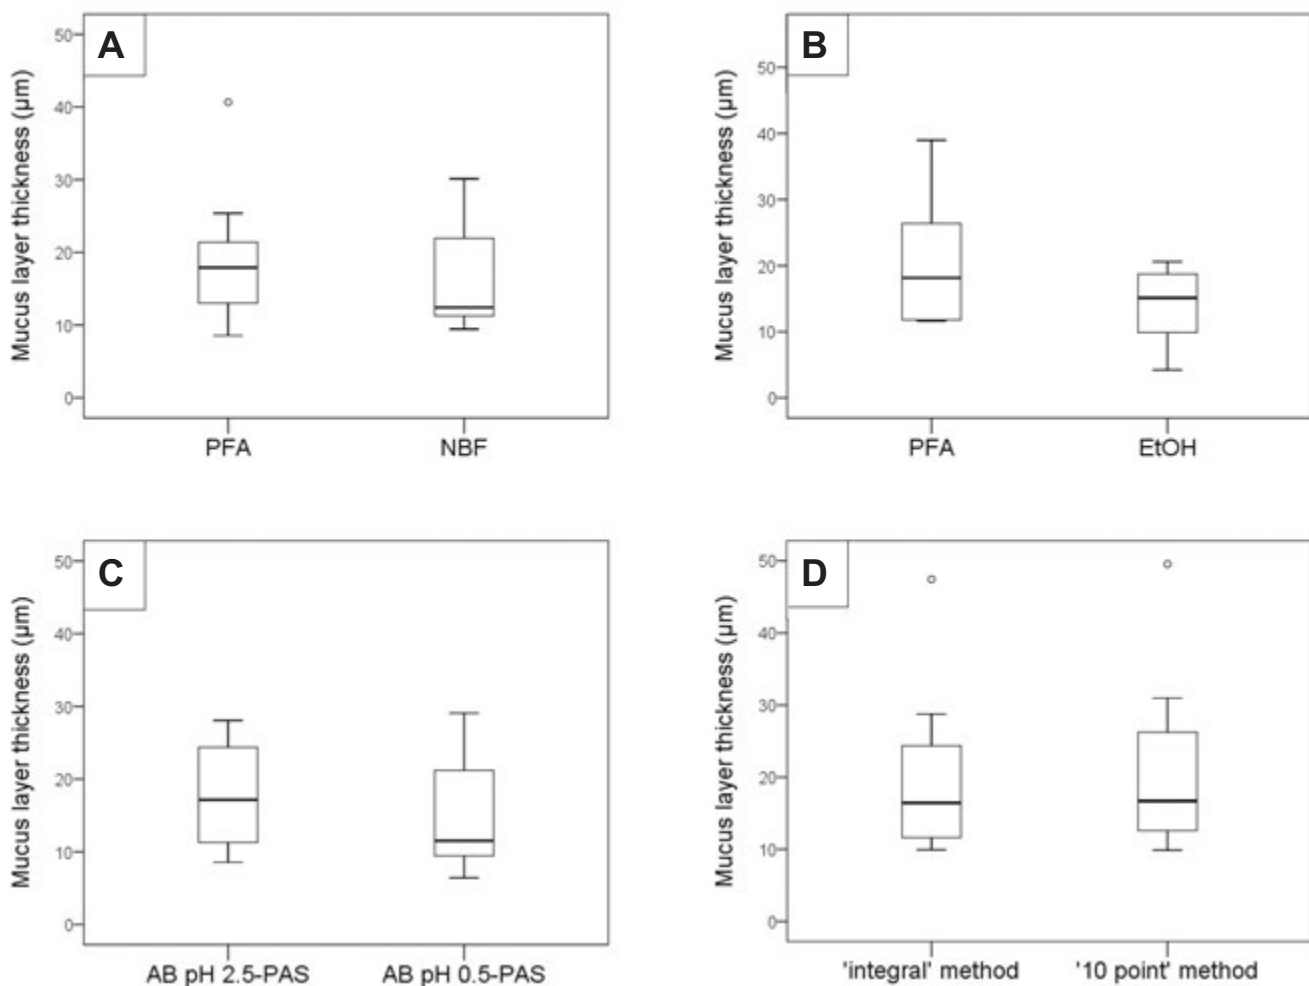 A
Mucus layer thickness (µm)
50
40
30
20
10
0
PFA NBF
B
Mucus layer thickness (µm)
50
40
30
20
10
0
PFA EtOH
C
Mucus layer thickness (µm)
50
40
30
20
10
0
AB pH 2.5-PAS AB pH 0.5-PAS
D
Mucus layer thickness (µm)
50
40
30
20
10
0
'integral' method '10 point' method